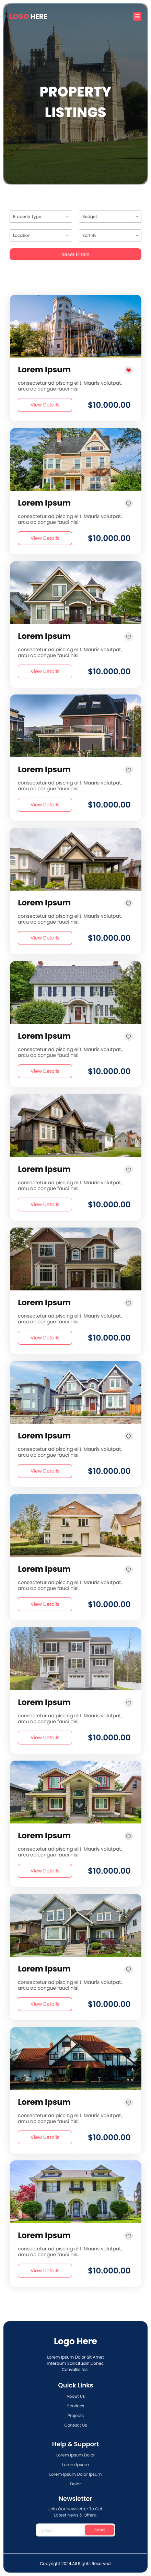 LOGO HERE
PROPERTY
LISTINGS
Property Type
Bedget
Location
Sort By
Reset Filters
Lorem Ipsum
consectetur adipiscing elit. Mauris volutpat,
arcu ac congue fauci nisi.
View Details
$10.000.00
Lorem Ipsum
consectetur adipiscing elit. Mauris volutpat,
arcu ac congue fauci nisi.
View Details
$10.000.00
Lorem Ipsum
consectetur adipiscing elit. Mauris volutpat,
arcu ac congue fauci nisi.
View Details
$10.000.00
Lorem Ipsum
consectetur adipiscing elit. Mauris volutpat,
arcu ac congue fauci nisi.
View Details
$10.000.00
Lorem Ipsum
consectetur adipiscing elit. Mauris volutpat,
arcu ac congue fauci nisi.
View Details
$10.000.00
Lorem Ipsum
consectetur adipiscing elit. Mauris volutpat,
arcu ac congue fauci nisi.
View Details
$10.000.00
Lorem Ipsum
consectetur adipiscing elit. Mauris volutpat,
arcu ac congue fauci nisi.
View Details
$10.000.00
Lorem Ipsum
consectetur adipiscing elit. Mauris volutpat,
arcu ac congue fauci nisi.
View Details
$10.000.00
Lorem Ipsum
consectetur adipiscing elit. Mauris volutpat,
arcu ac congue fauci nisi.
View Details
$10.000.00
Lorem Ipsum
consectetur adipiscing elit. Mauris volutpat,
arcu ac congue fauci nisi.
View Details
$10.000.00
Lorem Ipsum
consectetur adipiscing elit. Mauris volutpat,
arcu ac congue fauci nisi.
View Details
$10.000.00
Lorem Ipsum
consectetur adipiscing elit. Mauris volutpat,
arcu ac congue fauci nisi.
View Details
$10.000.00
Lorem Ipsum
consectetur adipiscing elit. Mauris volutpat,
arcu ac congue fauci nisi.
View Details
$10.000.00
Lorem Ipsum
consectetur adipiscing elit. Mauris volutpat,
arcu ac congue fauci nisi.
View Details
$10.000.00
Lorem Ipsum
consectetur adipiscing elit. Mauris volutpat,
arcu ac congue fauci nisi.
View Details
$10.000.00
Logo Here
Lorem Ipsum Dolor Sit Amet
Interdum Sollicitudin Donec
Convallis Nisl.
Quick Links
About Us
Services
Projects
Contact Us
Help & Support
Lorem Ipsum Dolor
Lorem Ipsum
Lorem Ipsum Dolor Ipsum
Dolor
Newsletter
Join Our Newsletter To Get
Latest News & Offers.
Email
Send
Copyright 2024.All Rights Reserved.